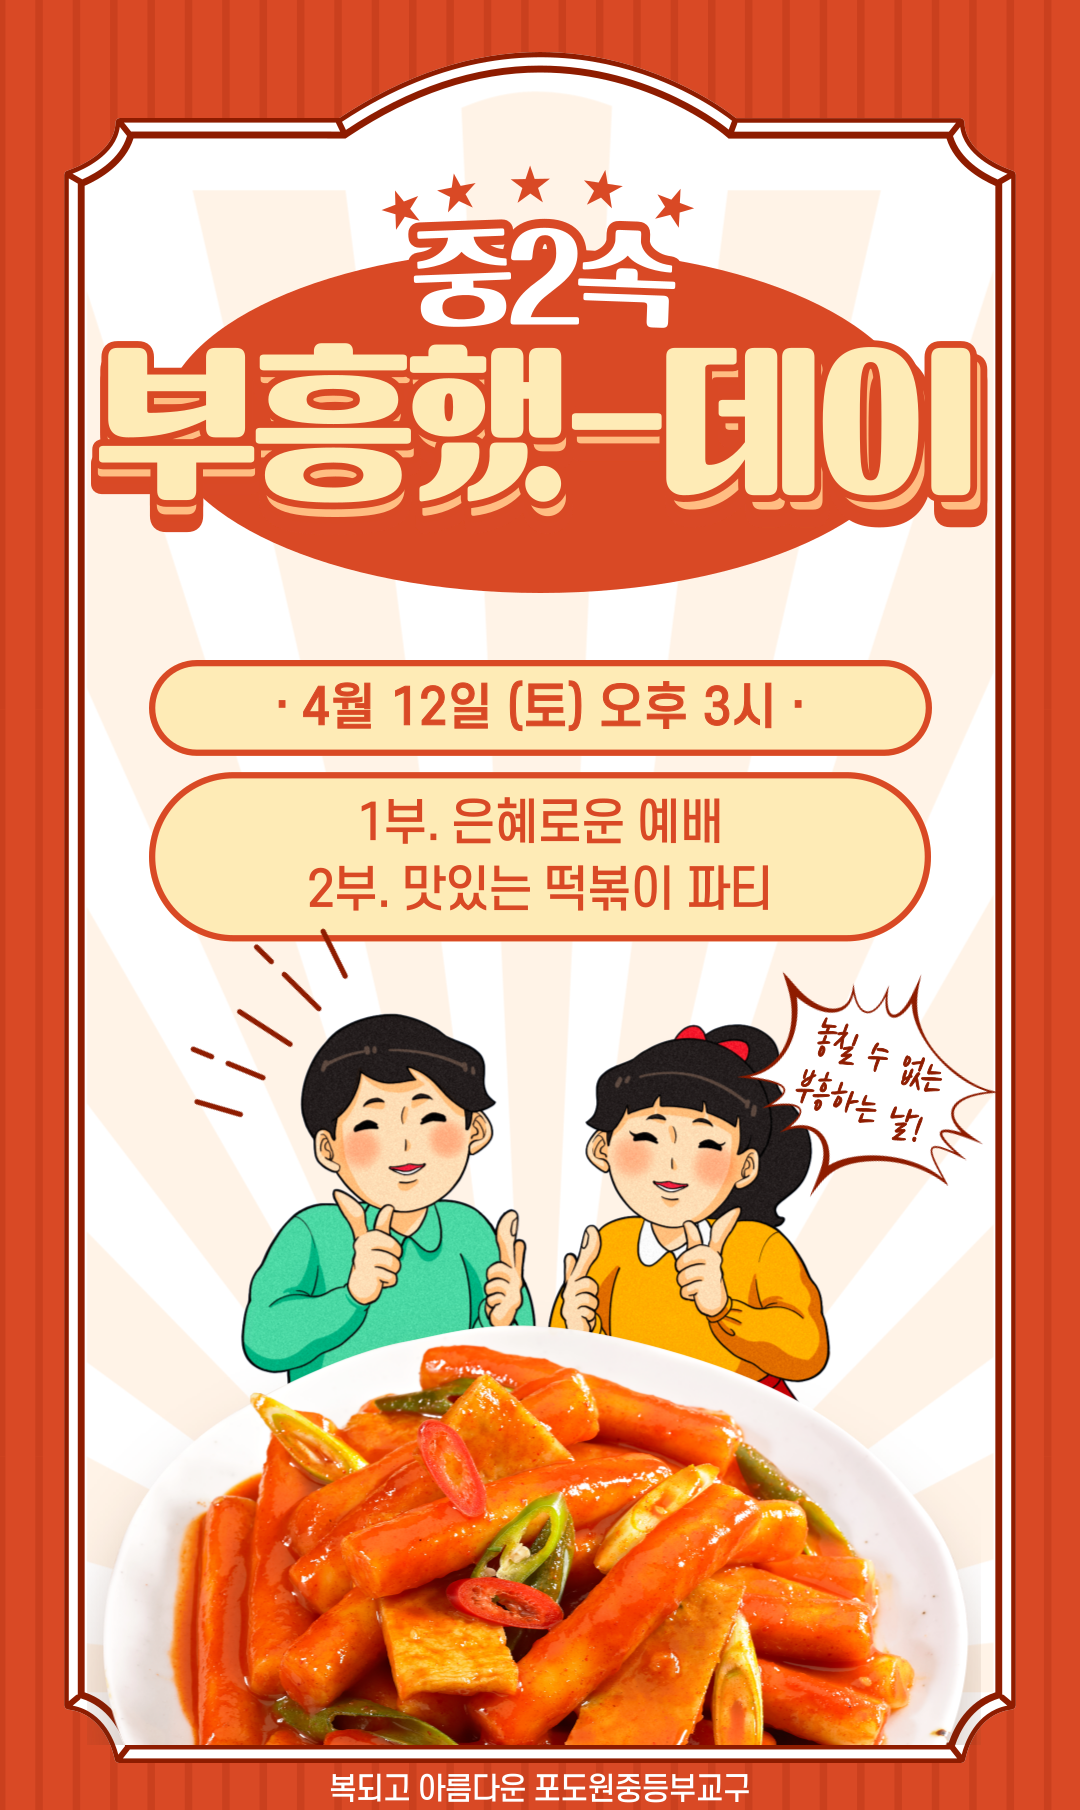 중2속
부흥했-데이
· 4월 12일 (토) 오후 3시 ·
1부. 은혜로운 예배
2부. 맛있는 떡볶이 파티
놓칠 수 없는
부흥하는 날!
복되고 아름다운 포도원중등부교구